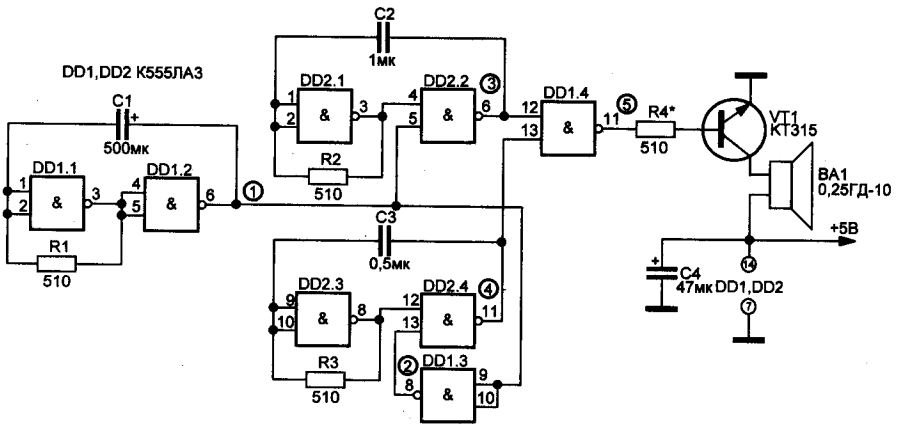 DD1,DD2 К555ЛА3
C1
+
500мк
DD1.1
1
2
&
3
DD1.2
4
5
&
6
1
R1
510
C2
1мк
DD2.1
1
2
&
3
DD2.2
4
5
&
6
3
R2
510
DD1.4
12
13
&
11
5
R4*
510
VT1
КТ315
BA1
0,25ГД-10
+5В
+
C4
47мк
14
DD1,DD2
7
C3
0,5мк
DD2.3
9
10
&
8
DD2.4
12
13
&
11
4
R3
510
DD1.3
2
8
&
9
10